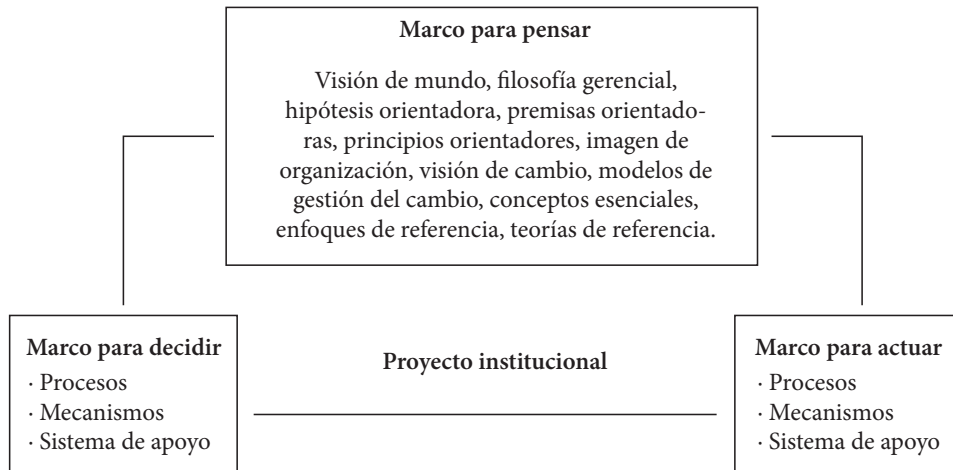 Marco para pensar
Visión de mundo, filosofía gerencial,
hipótesis orientadora, premisas orientado-
ras, principios orientadores, imagen de
organización, visión de cambio, modelos de
gestión del cambio, conceptos esenciales,
enfoques de referencia, teorías de referencia.
Marco para decidir
· Procesos
· Mecanismos
· Sistema de apoyo
Proyecto institucional
Marco para actuar
· Procesos
· Mecanismos
· Sistema de apoyo